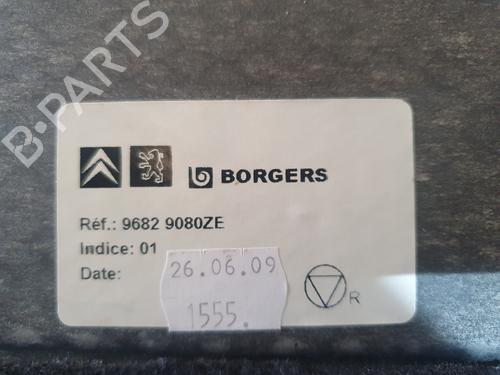 B-PARTS
BORGERS
Réf.: 9682 9080ZE
Indice: 01
Date: 26.06.09
1555.
R